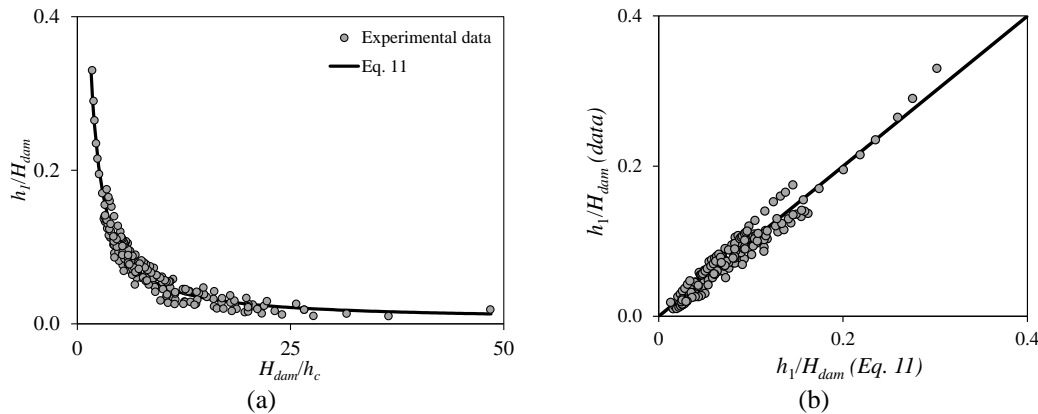 0.4
Experimental data
Eq. 11
h1/Hdam
0.2
0.0
0
25
50
Hdam/hc
(a)
0.4
h1/Hdam (data)
0.2
0.0
0
0.2
0.4
h1/Hdam (Eq. 11)
(b)